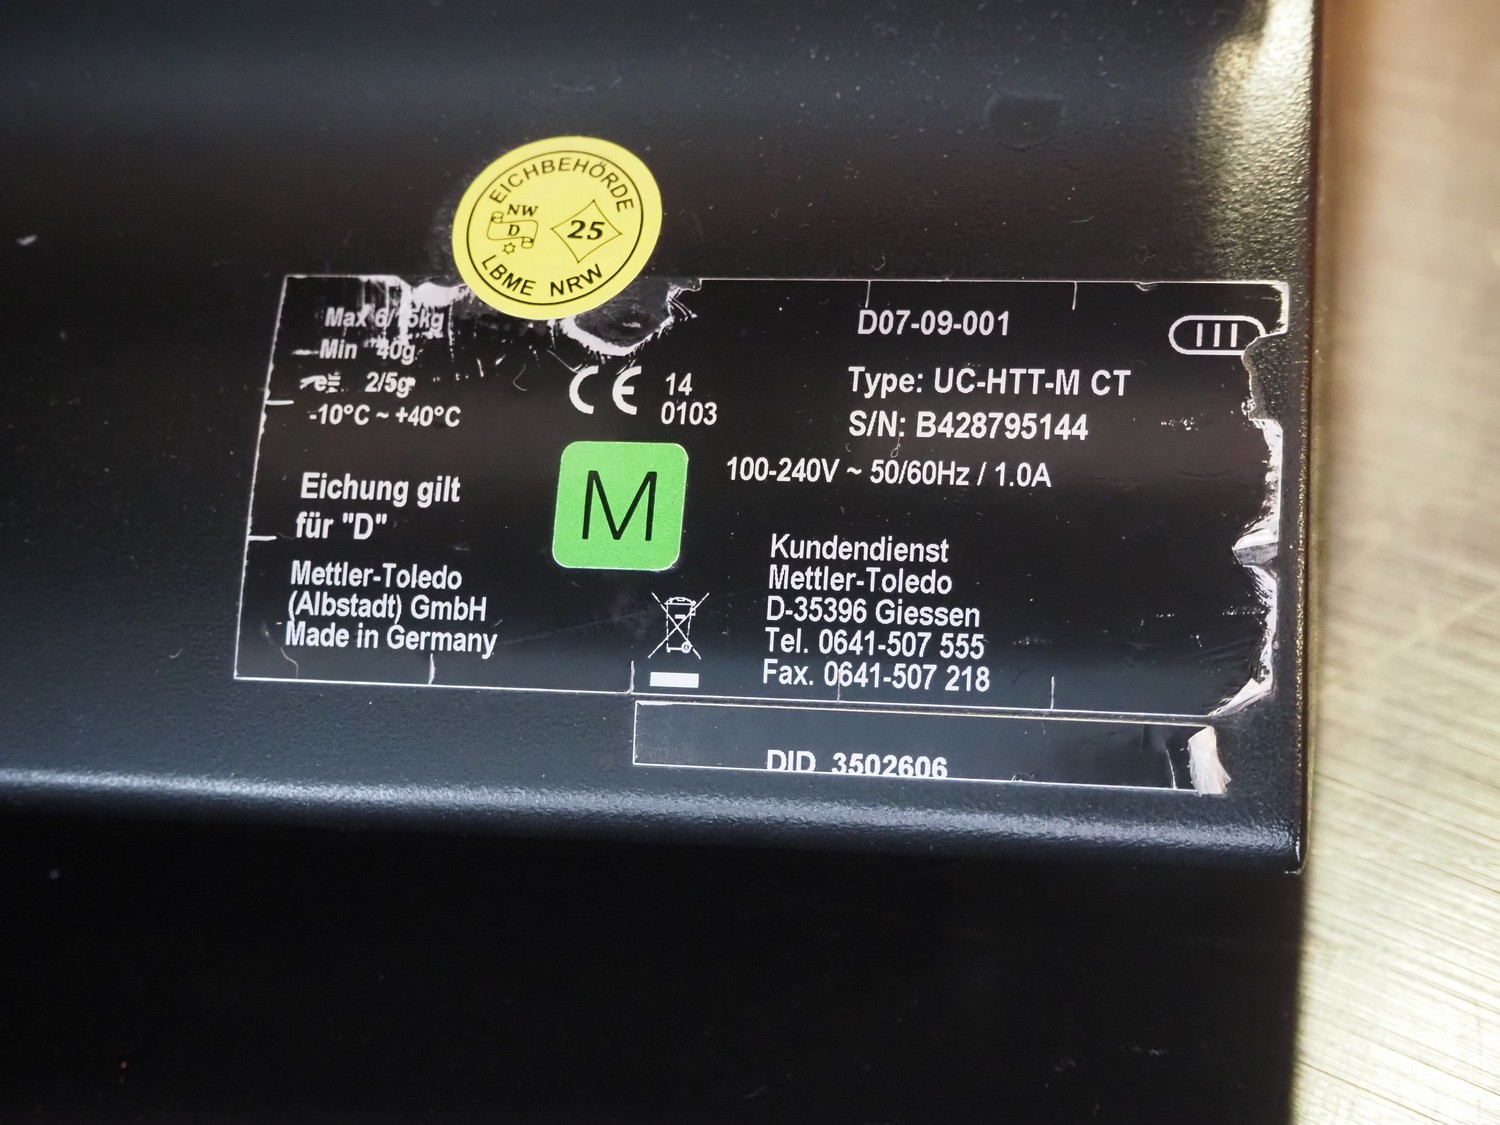 EICHBEHÖRDE
NW
D
25
LBME NRW
Max 6/15kg
Min 40g
e= 2/5g
-10°C ~ +40°C
Eichung gilt
für "D"
Mettler-Toledo
(Albstadt) GmbH
Made in Germany
CE 14
0103
M
D07-09-001
III
Type: UC-HTT-M CT
S/N: B428795144
100-240V ~ 50/60Hz / 1.0A
Kundendienst
Mettler-Toledo
D-35396 Giessen
Tel. 0641-507 555
Fax. 0641-507 218
DID 3502606